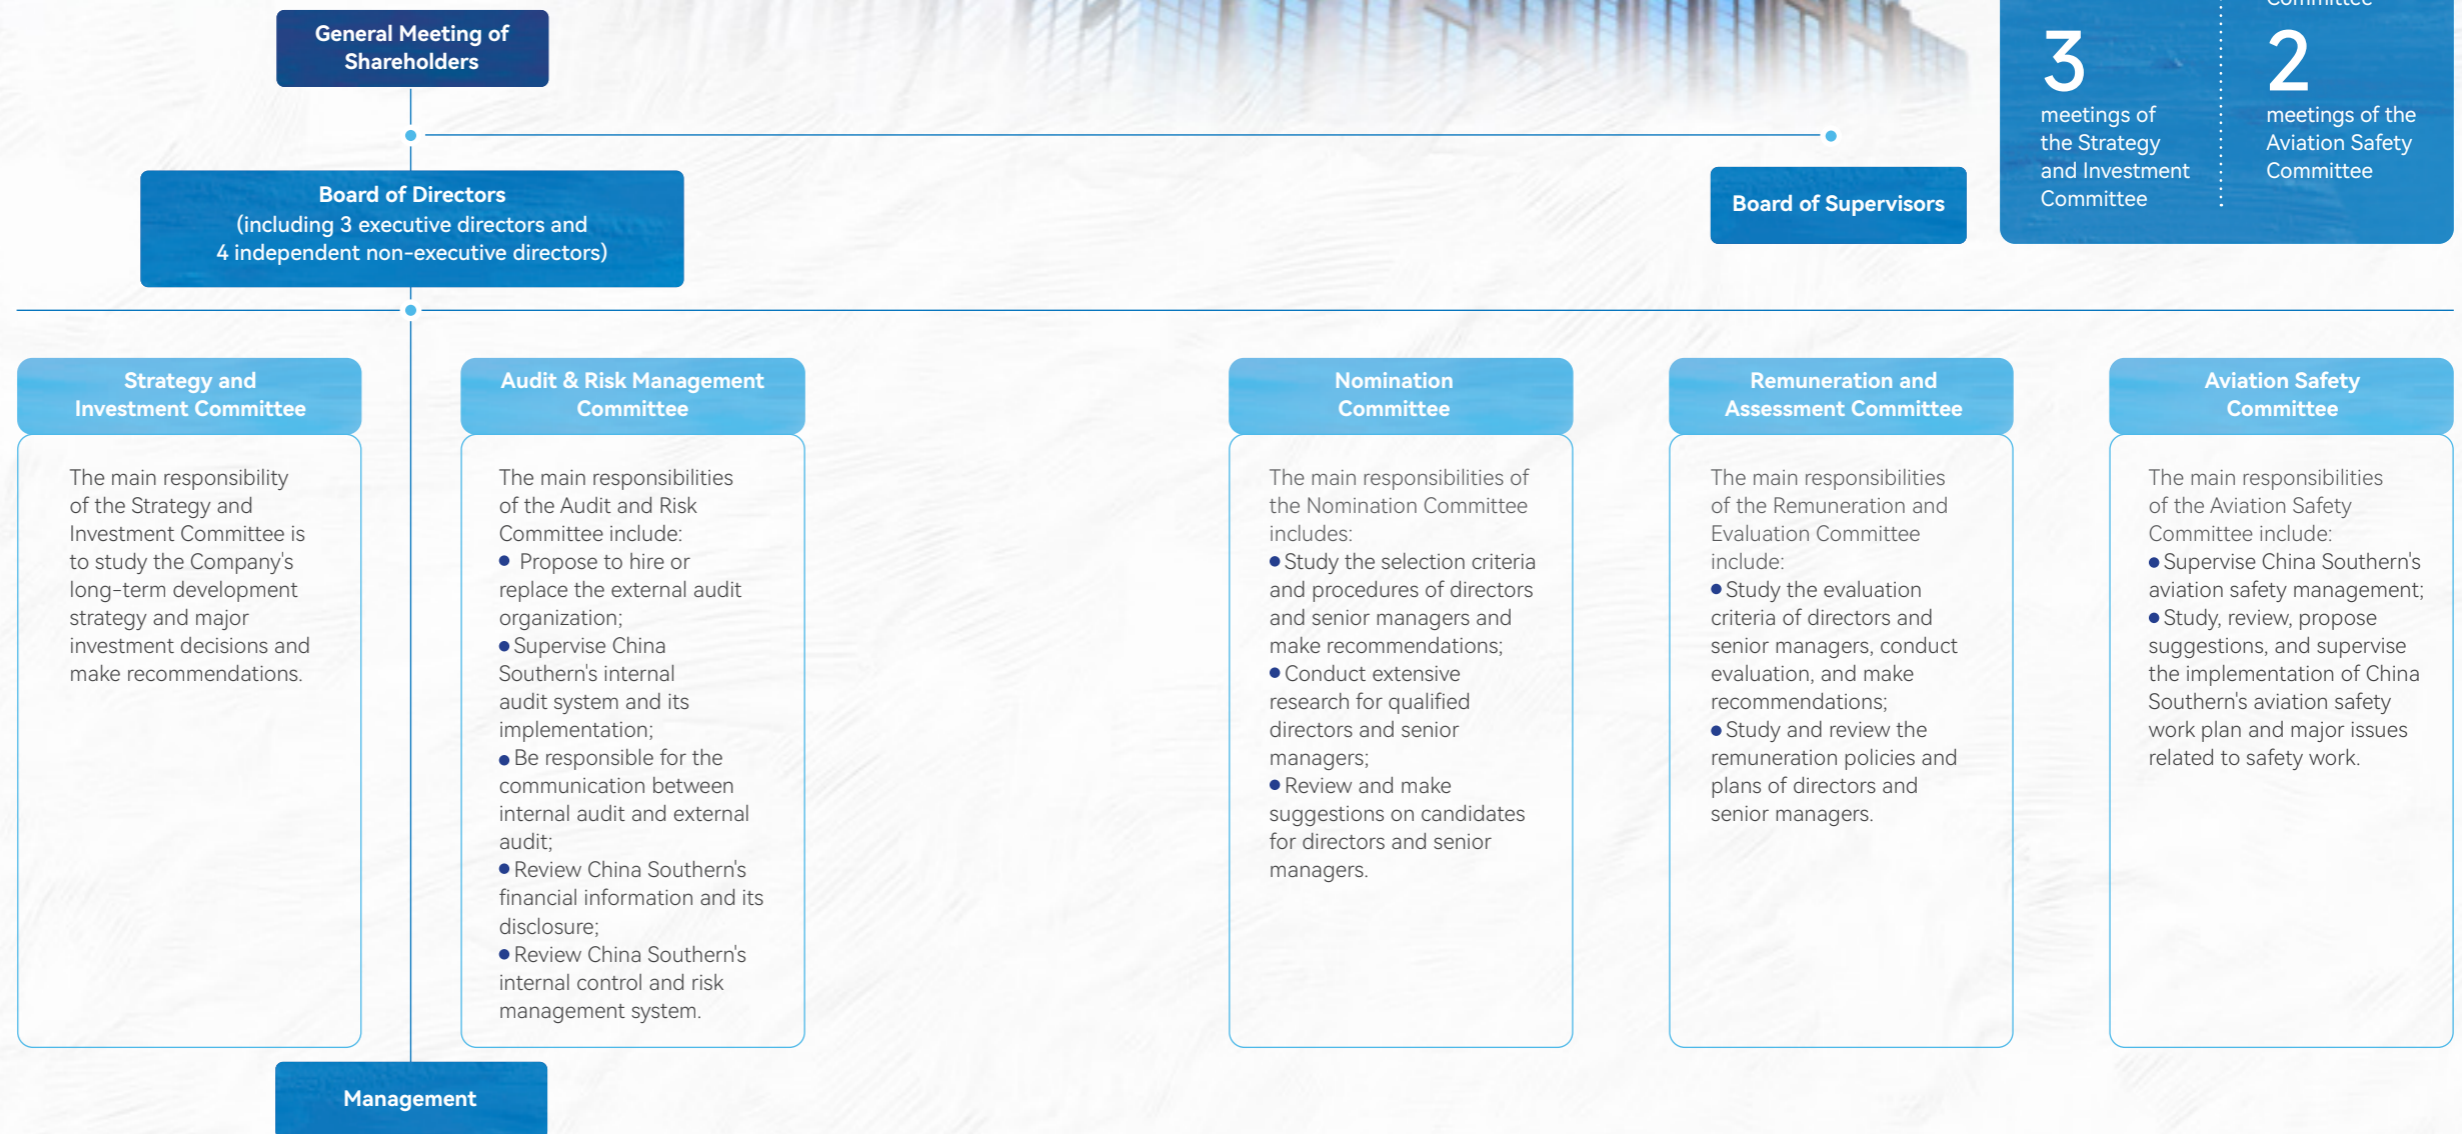 General Meeting of
Shareholders
Committee
3
meetings of
the Strategy
and Investment
Committee
2
meetings of the
Aviation Safety
Committee
Board of Directors
(including 3 executive directors and
4 independent non-executive directors)
Board of Supervisors
Strategy and
Investment Committee
The main responsibility
of the Strategy and
Investment Committee is
to study the Company's
long-term development
strategy and major
investment decisions and
make recommendations.
Audit & Risk Management
Committee
The main responsibilities
of the Audit and Risk
Committee include:
● Propose to hire or
replace the external audit
organization;
● Supervise China
Southern's internal
audit system and its
implementation;
● Be responsible for the
communication between
internal audit and external
audit;
● Review China Southern's
financial information and its
disclosure;
● Review China Southern's
internal control and risk
management system.
Nomination
Committee
The main responsibilities of
the Nomination Committee
includes:
● Study the selection criteria
and procedures of directors
and senior managers and
make recommendations;
● Conduct extensive
research for qualified
directors and senior
managers;
● Review and make
suggestions on candidates
for directors and senior
managers.
Remuneration and
Assessment Committee
The main responsibilities
of the Remuneration and
Evaluation Committee
include:
● Study the evaluation
criteria of directors and
senior managers, conduct
evaluation, and make
recommendations;
● Study and review the
remuneration policies and
plans of directors and
senior managers.
Aviation Safety
Committee
The main responsibilities
of the Aviation Safety
Committee include:
● Supervise China Southern's
aviation safety management;
● Study, review, propose
suggestions, and supervise
the implementation of China
Southern's aviation safety
work plan and major issues
related to safety work.
Management